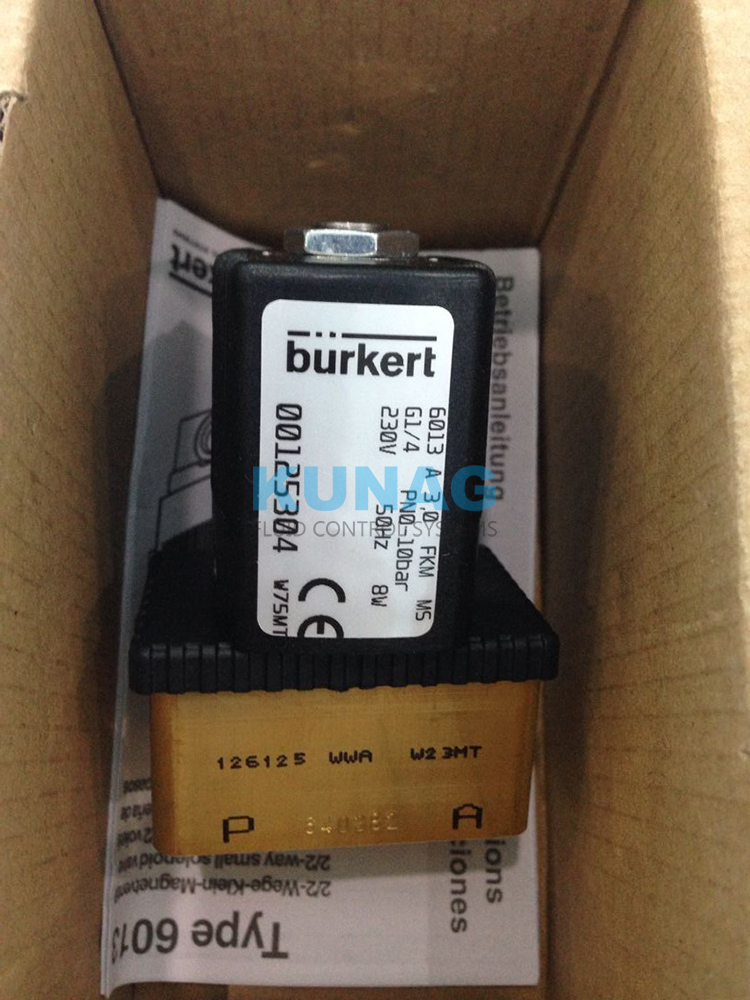 bürkert
6013 A 3,0 FKM MS
G1/4 PN0 10bar
230V 50Hz 8W
00125304 W75MT
CE
KUNAG
FLUID CONTROL SYSTEMS
126125 WWA W23MT
P
A
Betriebsanleitung
2/2-Wege-Klein-Magnetventil
2/2-way small solenoid valve
Type 6013